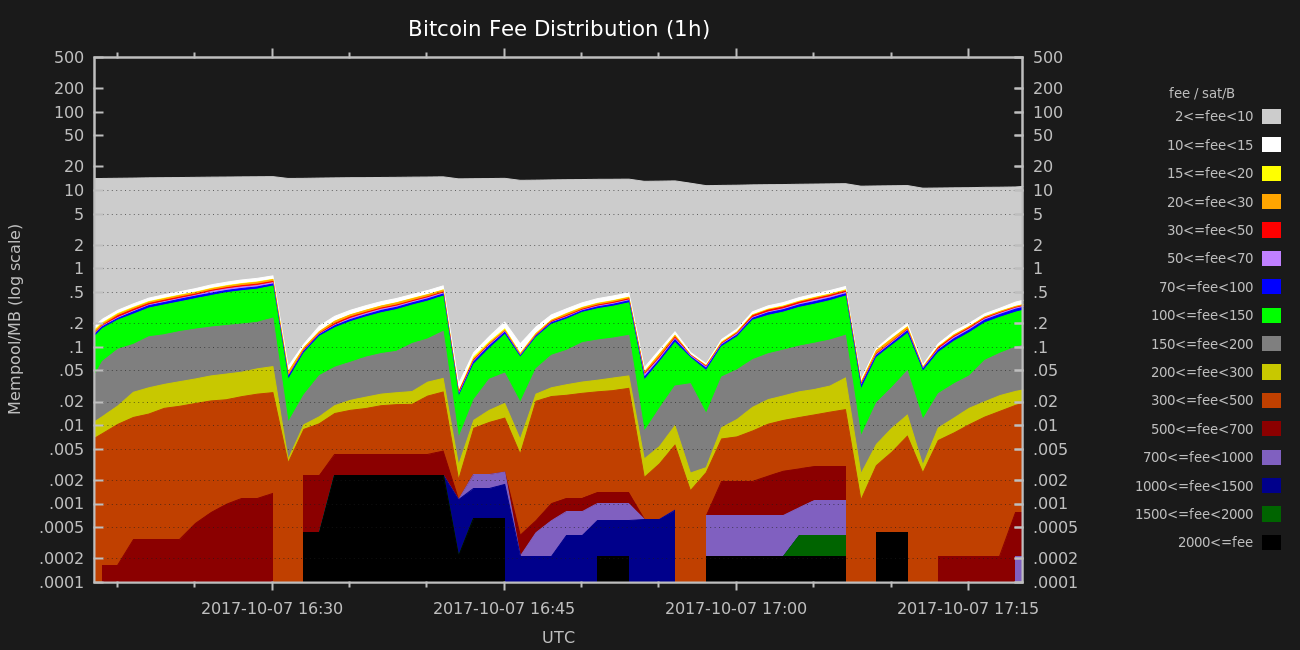 Bitcoin Fee Distribution (1h)
Mempool/MB (log scale)
500
200
100
50
20
10
5
2
1
.5
.2
.1
.05
.02
.01
.005
.002
.001
.0005
.0002
.0001
500
200
100
50
20
10
5
2
1
.5
.2
.1
.05
.02
.01
.005
.002
.001
.0005
.0002
.0001
2017-10-07 16:30
2017-10-07 16:45
2017-10-07 17:00
2017-10-07 17:15
UTC
fee / sat/B
2<=fee<10
10<=fee<15
15<=fee<20
20<=fee<30
30<=fee<50
50<=fee<70
70<=fee<100
100<=fee<150
150<=fee<200
200<=fee<300
300<=fee<500
500<=fee<700
700<=fee<1000
1000<=fee<1500
1500<=fee<2000
2000<=fee